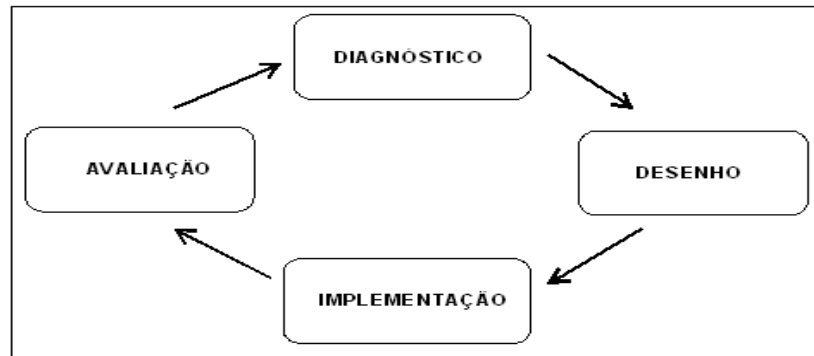 DIAGNÓSTICO
AVALIAÇÃO
DESENHO
IMPLEMENTAÇÃO